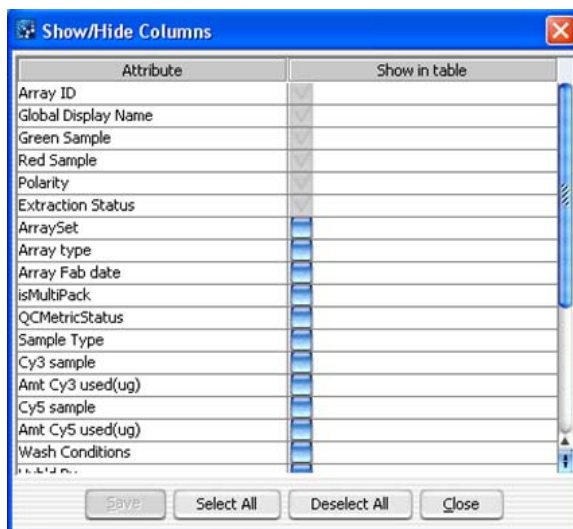 Show/Hide Columns
Attribute Show in table
Array ID
Global Display Name
Green Sample
Red Sample
Polarity
Extraction Status
ArraySet
Array type
Array Fab date
isMultiPack
QCMetricStatus
Sample Type
Cy3 sample
Amt Cy3 used(ug)
Cy5 sample
Amt Cy5 used(ug)
Wash Conditions
Save Select All Deselect All Close